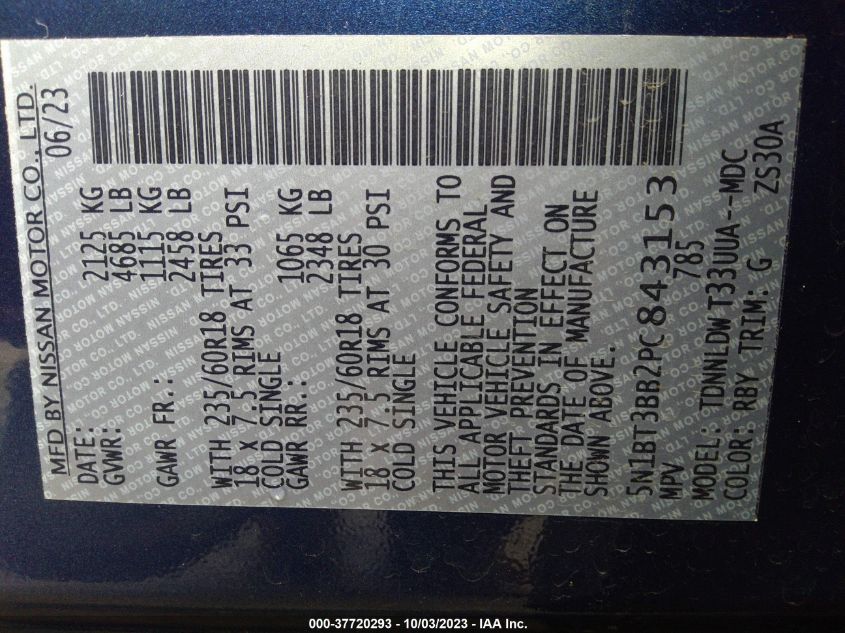 MFD BY NISSAN MOTOR CO., LTD.
DATE: 06/23
GVWR: 2125 KG
4685 LB
GAWR FR.: 1115 KG
2458 LB
WITH 235/60R18 TIRES
18 X 7.5 RIMS AT 33 PSI
COLD SINGLE
GAWR RR.: 1065 KG
2348 LB
WITH 235/60R18 TIRES
18 X 7.5 RIMS AT 30 PSI
COLD SINGLE
THIS VEHICLE CONFORMS TO
ALL APPLICABLE FEDERAL
MOTOR VEHICLE SAFETY AND
THEFT PREVENTION
STANDARDS IN EFFECT ON
THE DATE OF MANUFACTURE
SHOWN ABOVE.
5N1BT3BB2PC843153
MPV 785
MODEL: TDNNLDW T33UUA--MDC
COLOR: RBY TRIM: G ZS30A
000-37720293 - 10/03/2023 - IAA Inc.